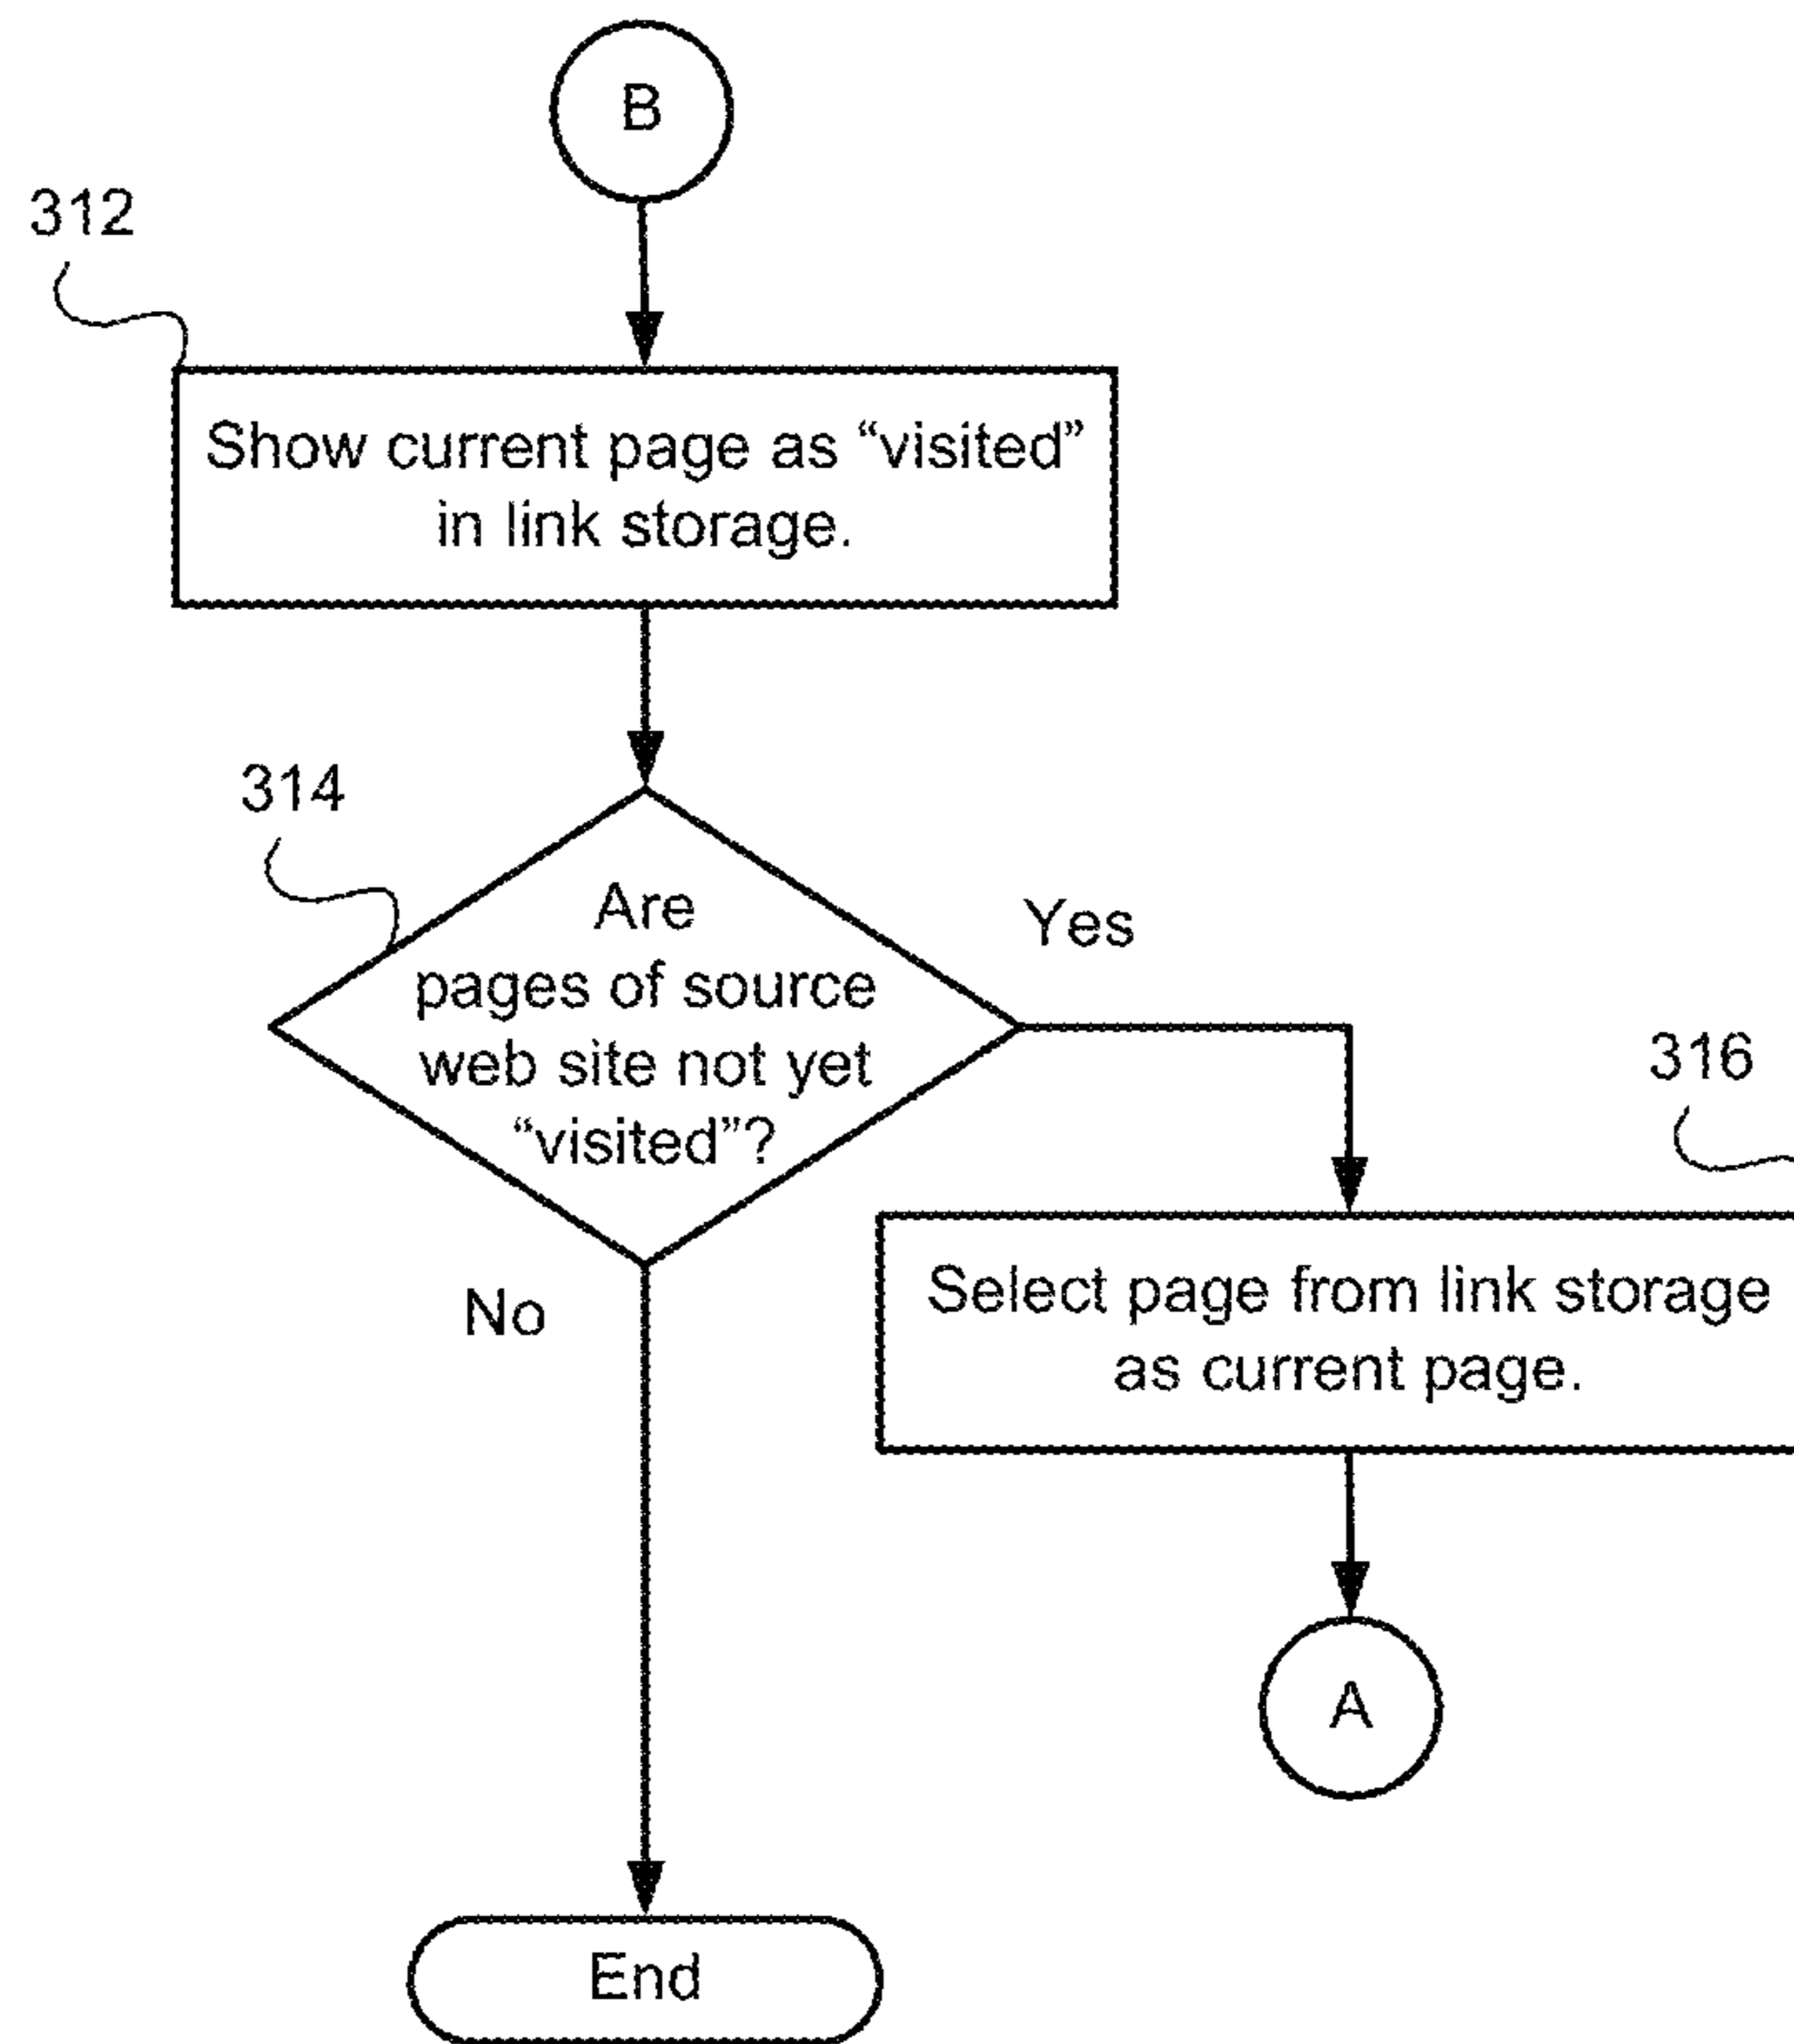 B
312
Show current page as “visited”
in link storage.
314
Are
pages of source
web site not yet
“visited”?
Yes
No
316
Select page from link storage
as current page.
A
End